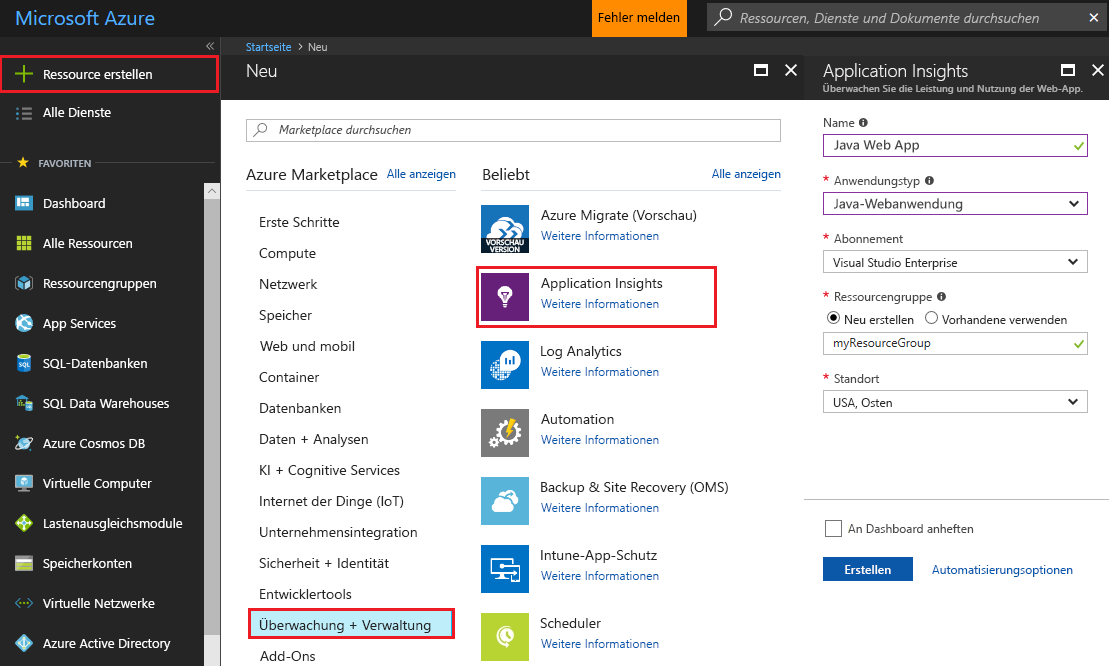 Microsoft Azure
Fehler melden
Ressourcen, Dienste und Dokumente durchsuchen
Ressource erstellen
Alle Dienste
FAVORITEN
Dashboard
Alle Ressourcen
Ressourcengruppen
App Services
SQL-Datenbanken
SQL Data Warehouses
Azure Cosmos DB
Virtuelle Computer
Lastenausgleichsmodule
Speicherkonten
Virtuelle Netzwerke
Azure Active Directory
Startseite > Neu
Neu
Marketplace durchsuchen
Azure Marketplace Alle anzeigen
Erste Schritte
Compute
Netzwerk
Speicher
Web und mobil
Container
Datenbanken
Daten + Analysen
KI + Cognitive Services
Internet der Dinge (IoT)
Unternehmensintegration
Sicherheit + Identität
Entwicklertools
Überwachung + Verwaltung
Add-Ons
Beliebt Alle anzeigen
VORSCHAU
VERSION
Azure Migrate (Vorschau)
Weitere Informationen
Application Insights
Weitere Informationen
Log Analytics
Weitere Informationen
Automation
Weitere Informationen
Backup & Site Recovery (OMS)
Weitere Informationen
Intune-App-Schutz
Weitere Informationen
Scheduler
Weitere Informationen
Application Insights
Überwachen Sie die Leistung und Nutzung der Web-App.
Name
Java Web App
* Anwendungstyp
Java-Webanwendung
* Abonnement
Visual Studio Enterprise
* Ressourcengruppe
Neu erstellen Vorhandene verwenden
myResourceGroup
* Standort
USA, Osten
An Dashboard anheften
Erstellen Automatisierungsoptionen